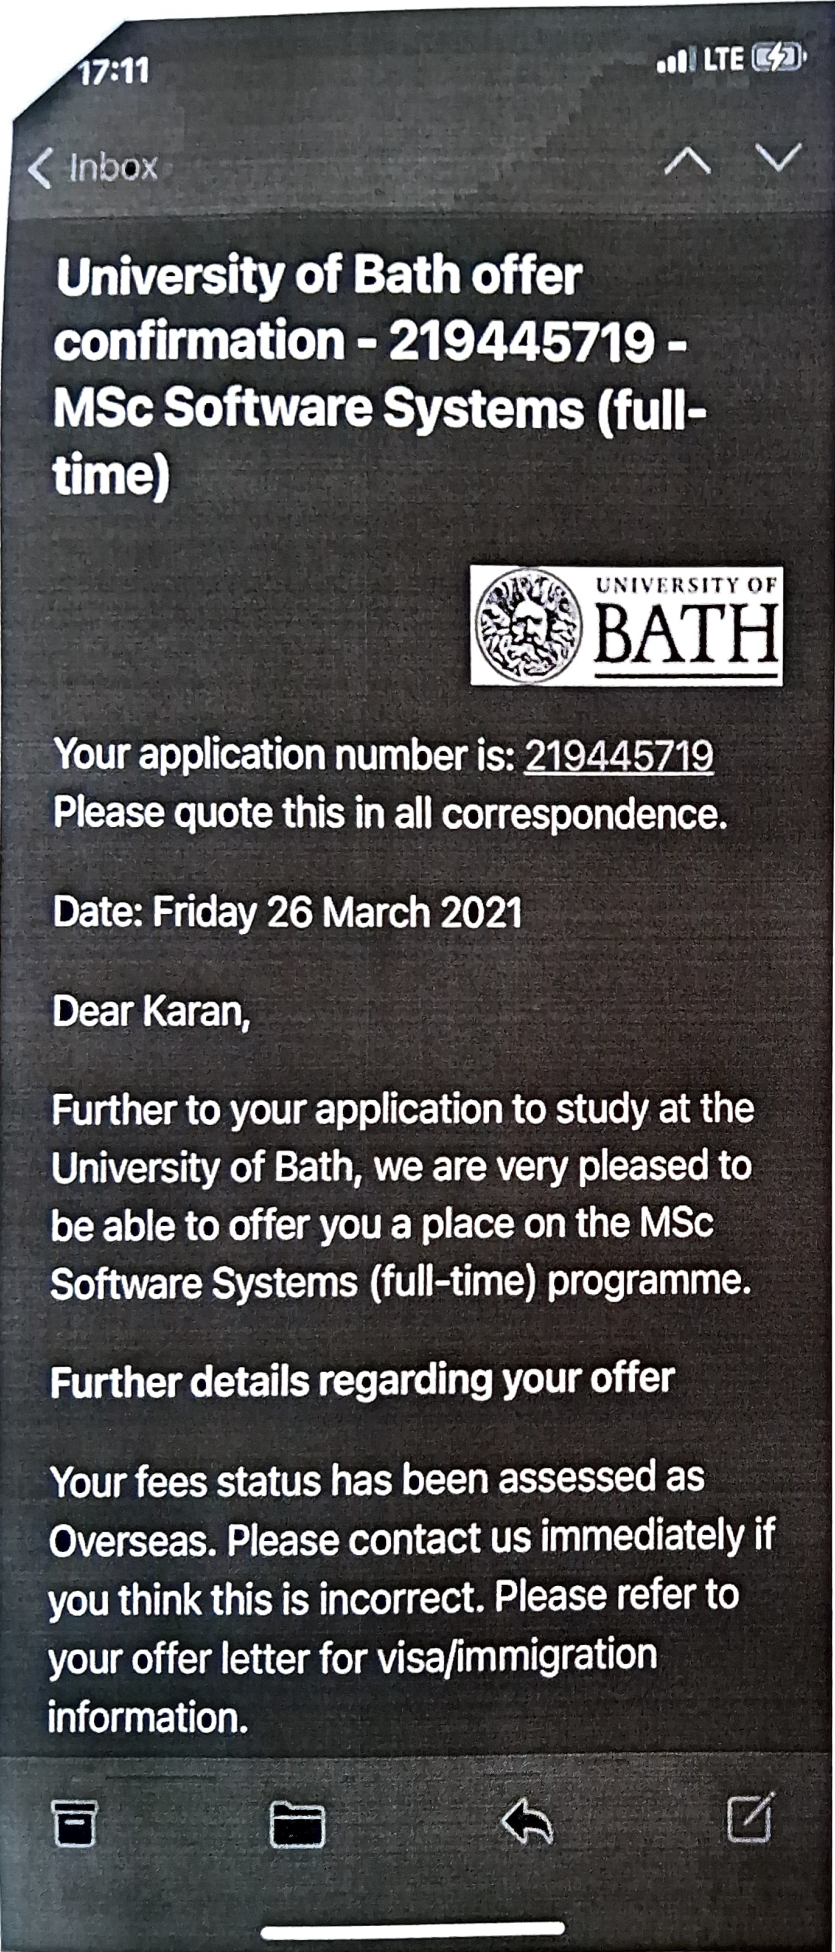 17:11
LTE
Inbox
University of Bath offer
confirmation - 219445719 -
MSc Software Systems (full-
time)
UNIVERSITY OF
BATH
Your application number is: 219445719
Please quote this in all correspondence.
Date: Friday 26 March 2021
Dear Karan,
Further to your application to study at the
University of Bath, we are very pleased to
be able to offer you a place on the MSc
Software Systems (full-time) programme.
Further details regarding your offer
Your fees status has been assessed as
Overseas. Please contact us immediately if
you think this is incorrect. Please refer to
your offer letter for visa/immigration
information.